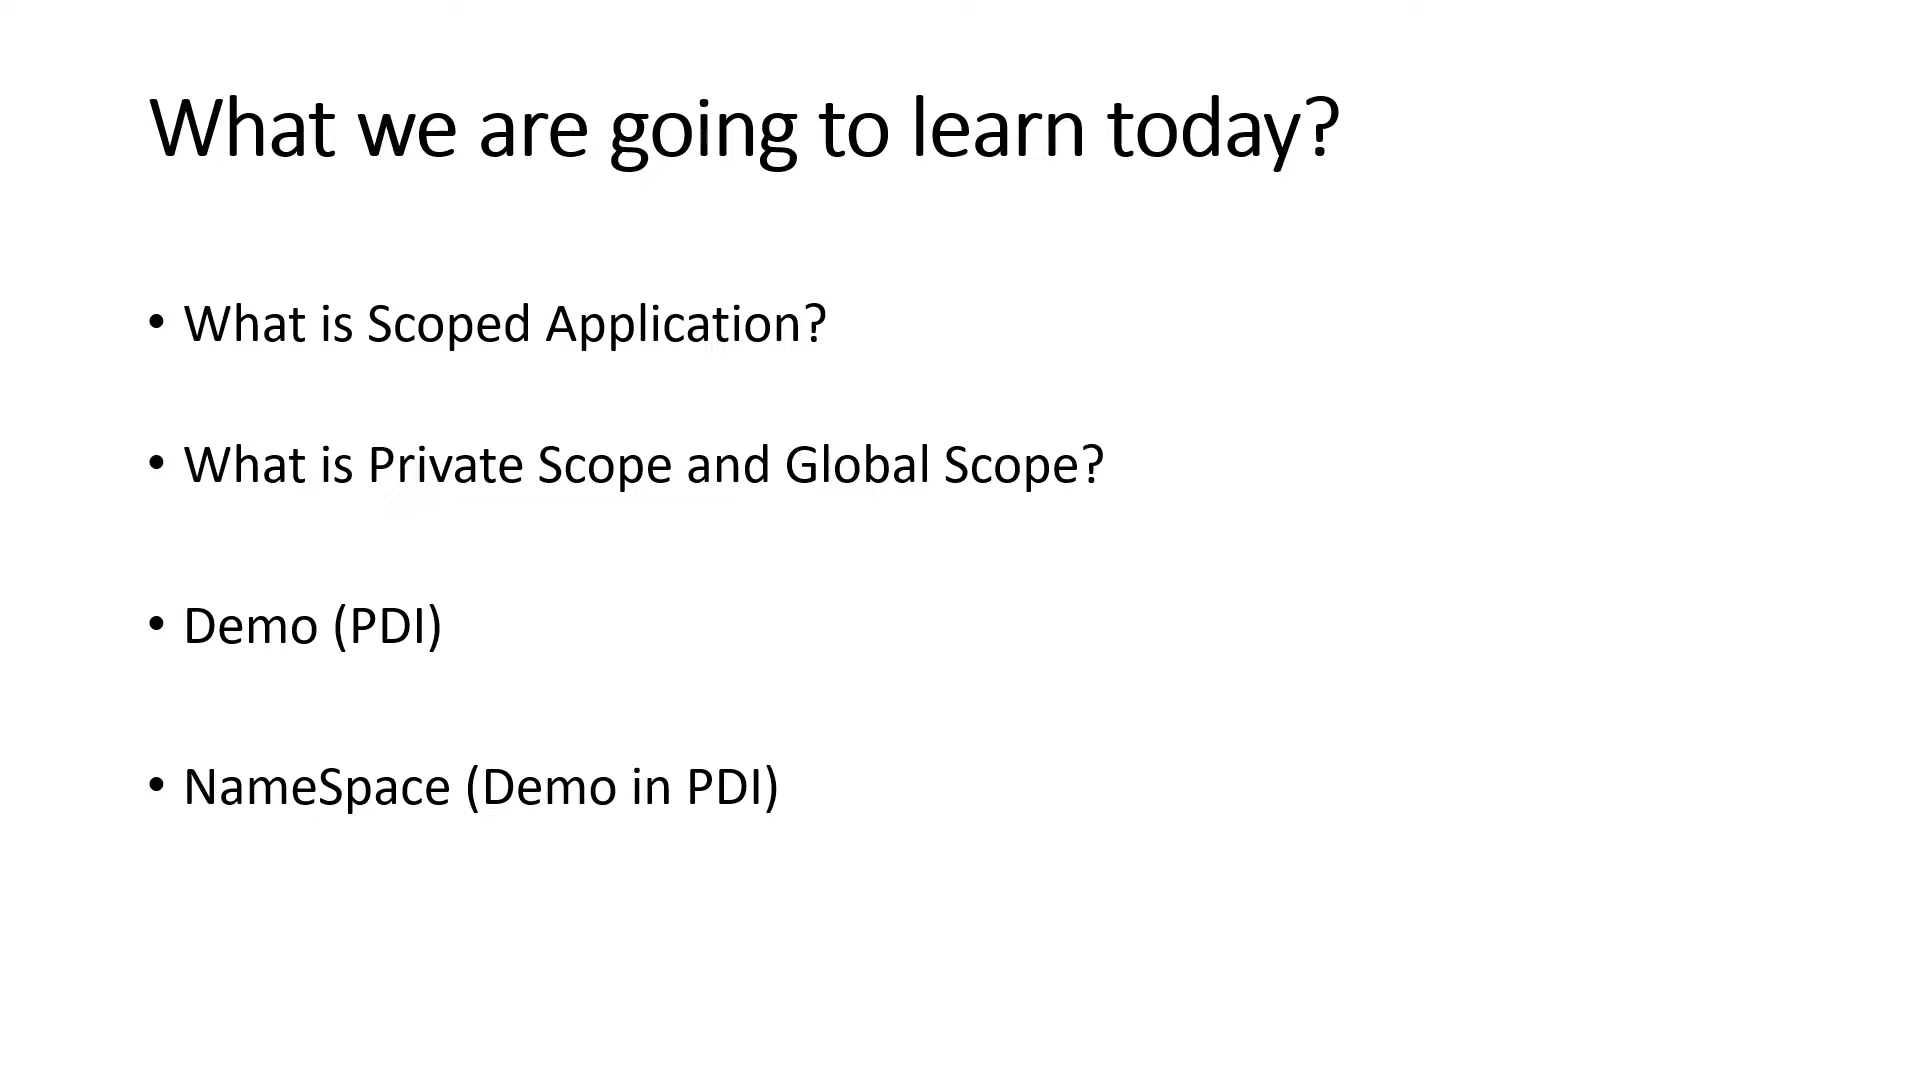 What we are going to learn today?
• What is Scoped Application?
• What is Private Scope and Global Scope?
• Demo (PDI)
• NameSpace (Demo in PDI)